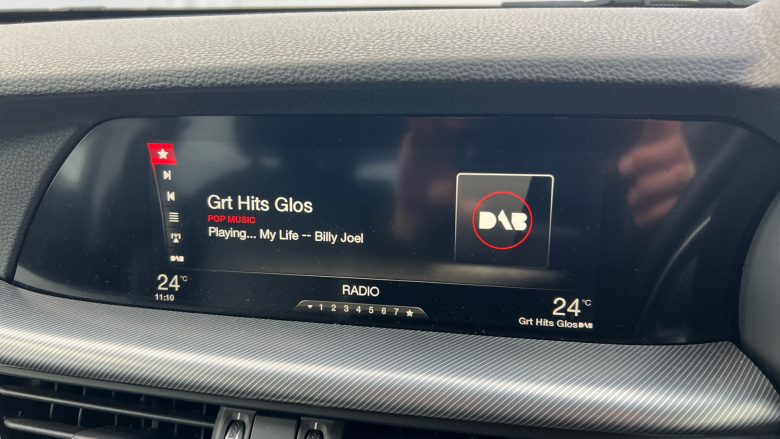 Grt Hits Glos
POP MUSIC
Playing... My Life -- Billy Joel
DAB
DAB
24°C
11:10
RADIO
1 2 3 4 5 6 7
24°C
Grt Hits Glos DAB